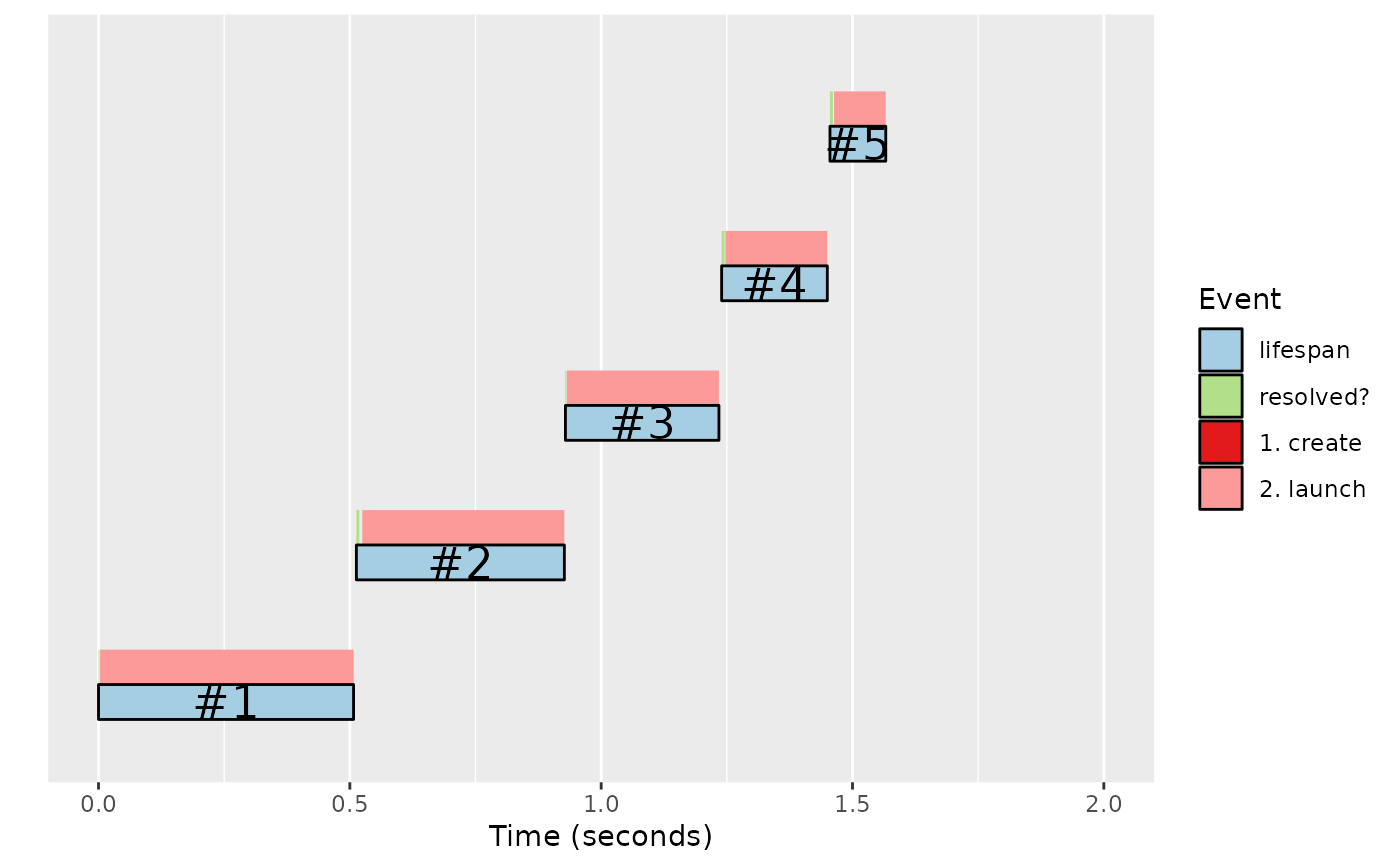 #5
#4
#3
#2
#1
0.0
0.5
1.0
1.5
2.0
Time (seconds)
Event
lifespan
resolved?
1. create
2. launch